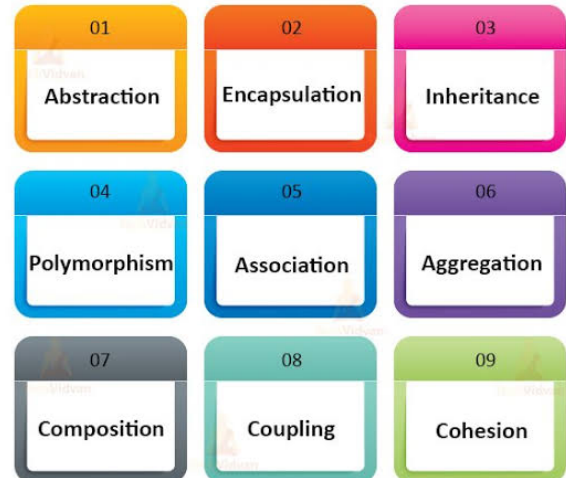 01
Abstraction
02
Encapsulation
03
Inheritance
04
Polymorphism
05
Association
06
Aggregation
07
Composition
08
Coupling
09
Cohesion